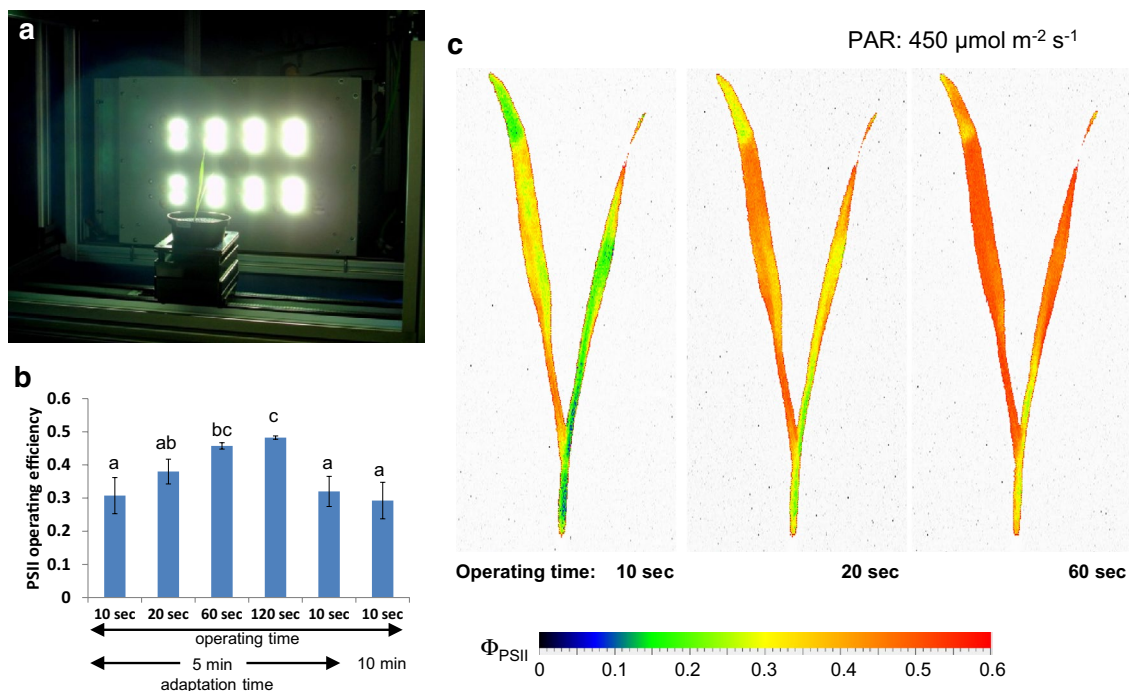 a
b
0.6
0.5
0.4
0.3
0.2
0.1
0
PSII operating efficiency
a
ab
bc
c
a
a
10 sec 20 sec 60 sec 120 sec 10 sec 10 sec
operating time
5 min 10 min
adaptation time
c
PAR: 450 µmol m⁻² s⁻¹
Operating time: 10 sec 20 sec 60 sec
Φ_PSII
0 0.1 0.2 0.3 0.4 0.5 0.6